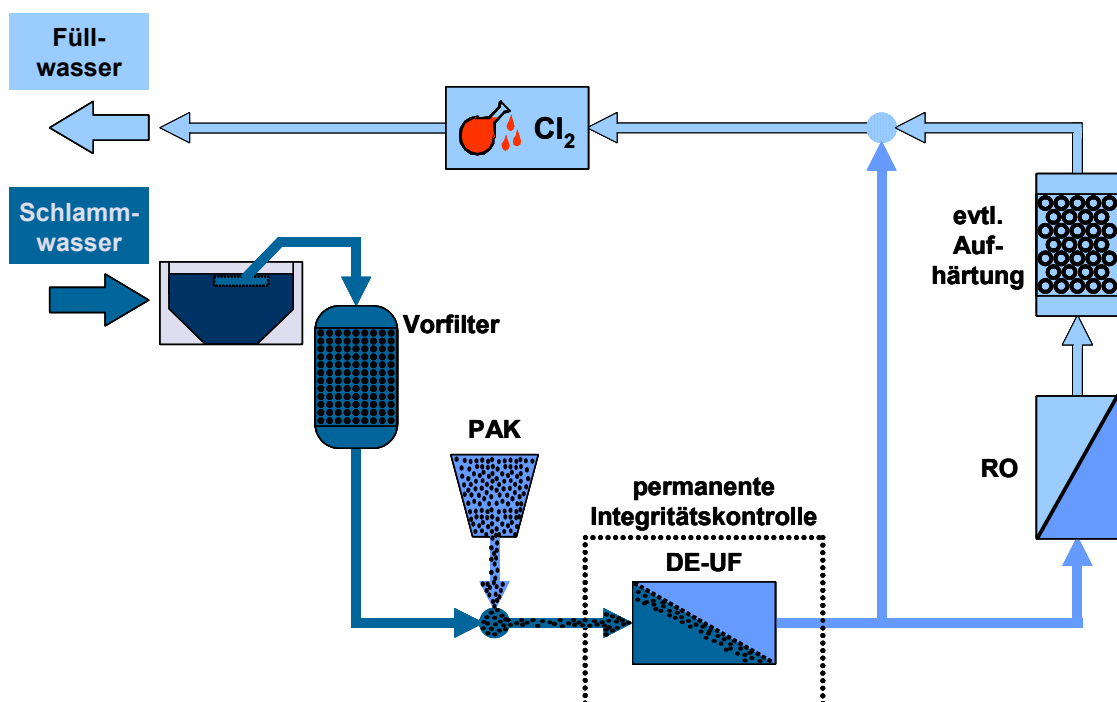 Füll-
wasser
Cl₂
Schlamm-
wasser
evtl.
Auf-
härtung
Vorfilter
PAK
RO
permanente
Integritätskontrolle
DE-UF